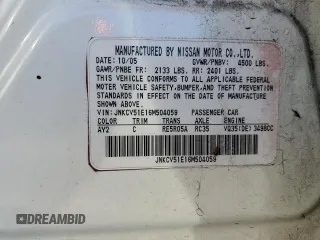 MANUFACTURED BY NISSAN MOTOR CO.,LTD.
DATE: 10/05 GVWR/PNBV: 4500 LBS.
GAWR/PNBE FR: 2133 LBS. RR: 2401 LBS.
THIS VEHICLE CONFORMS TO ALL APPLICABLE FEDERAL
MOTOR VEHICLE SAFETY,BUMPER,AND THEFT PREVENTION
STANDARDS IN EFFECT ON THE DATE OF MANUFACTURE
SHOWN ABOVE.
VIN: JNKCV51E16M504059 PASSENGER CAR
COLOR TRIM TRANS AXLE ENGINE
AY2 C RE5R05A RC35 VQ35(DE) 3498CC
JNKCV51E16M504059
DREAMBID
DREAMBID.COM